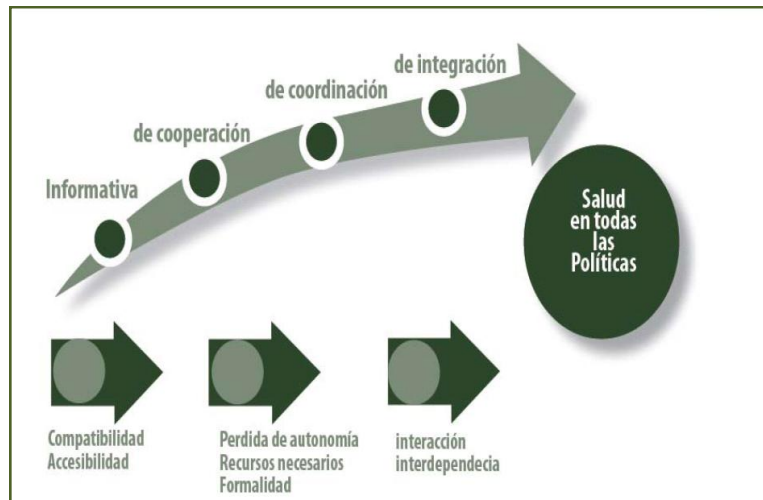 Informativa
de cooperación
de coordinación
de integración
Salud
en todas
las
Políticas
Compatibilidad
Accesibilidad
Perdida de autonomía
Recursos necesarios
Formalidad
interacción
interdependecia